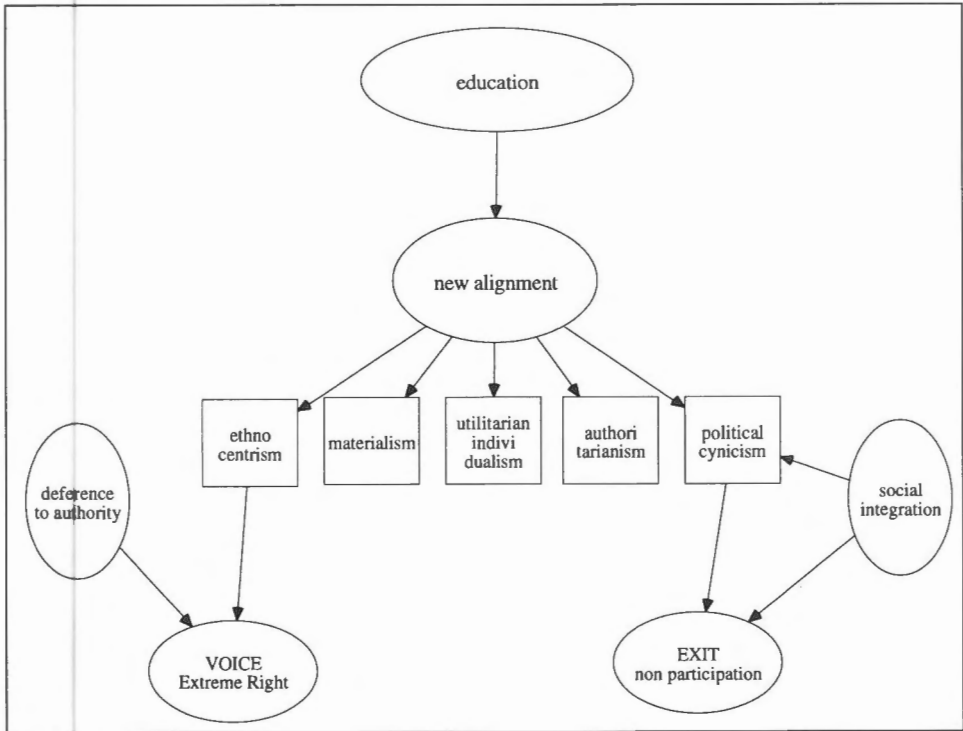 education
new alignment
ethno
centrism
materialism
utilitarian
indivi
dualism
authori
tarianism
political
cynicism
deference
to authority
social
integration
VOICE
Extreme Right
EXIT
non participation